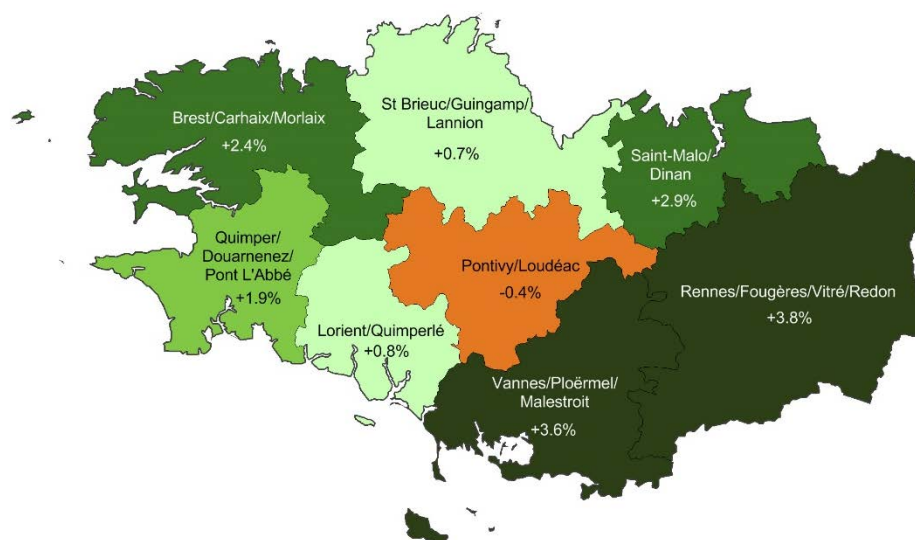 Brest/Carhaix/Morlaix
+2.4%
St Brieuc/Guingamp/
Lannion
+0.7%
Saint-Malo/
Dinan
+2.9%
Quimper/
Douarnenez/
Pont L'Abbé
+1.9%
Pontivy/Loudéac
-0.4%
Rennes/Fougères/Vitré/Redon
+3.8%
Lorient/Quimperlé
+0.8%
Vannes/Ploërmel/
Malestroit
+3.6%